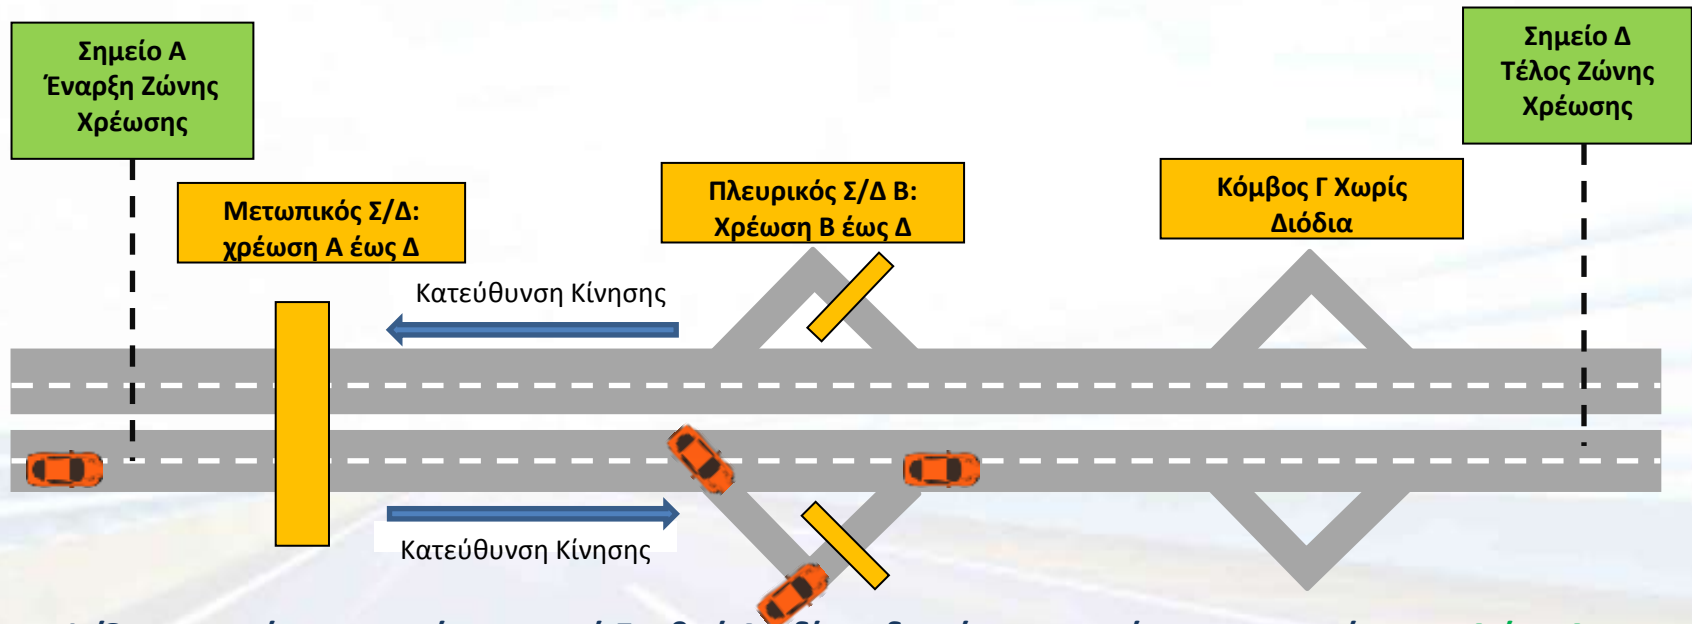 Σημείο Α
Έναρξη Ζώνης
Χρέωσης
Σημείο Δ
Τέλος Ζώνης
Χρέωσης
Μετωπικός Σ/Δ:
χρέωση Α έως Δ
Πλευρικός Σ/Δ Β:
Χρέωση Β έως Δ
Κόμβος Γ Χωρίς
Διόδια
Κατεύθυνση Κίνησης
Κατεύθυνση Κίνησης